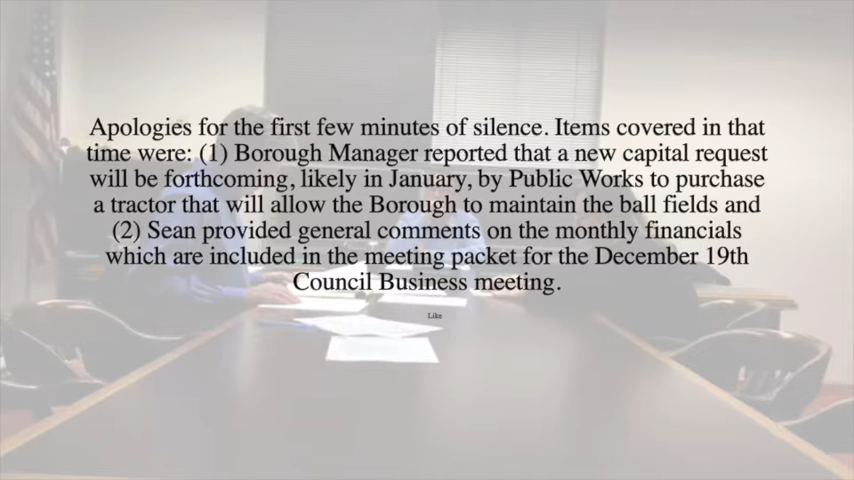 Apologies for the first few minutes of silence. Items covered in that
time were: (1) Borough Manager reported that a new capital request
will be forthcoming, likely in January, by Public Works to purchase
a tractor that will allow the Borough to maintain the ball fields and
(2) Sean provided general comments on the monthly financials
which are included in the meeting packet for the December 19th
Council Business meeting.
Like